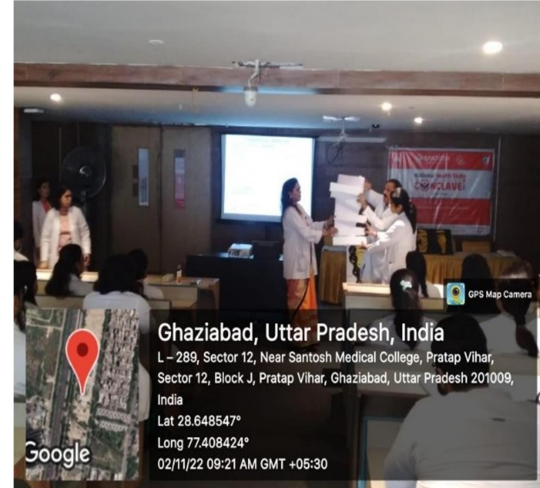 CONCLAVE
GPS Map Camera
Ghaziabad, Uttar Pradesh, India
L – 289, Sector 12, Near Santosh Medical College, Pratap Vihar,
Sector 12, Block J, Pratap Vihar, Ghaziabad, Uttar Pradesh 201009,
India
Lat 28.648547°
Long 77.408424°
02/11/22 09:21 AM GMT +05:30
Google